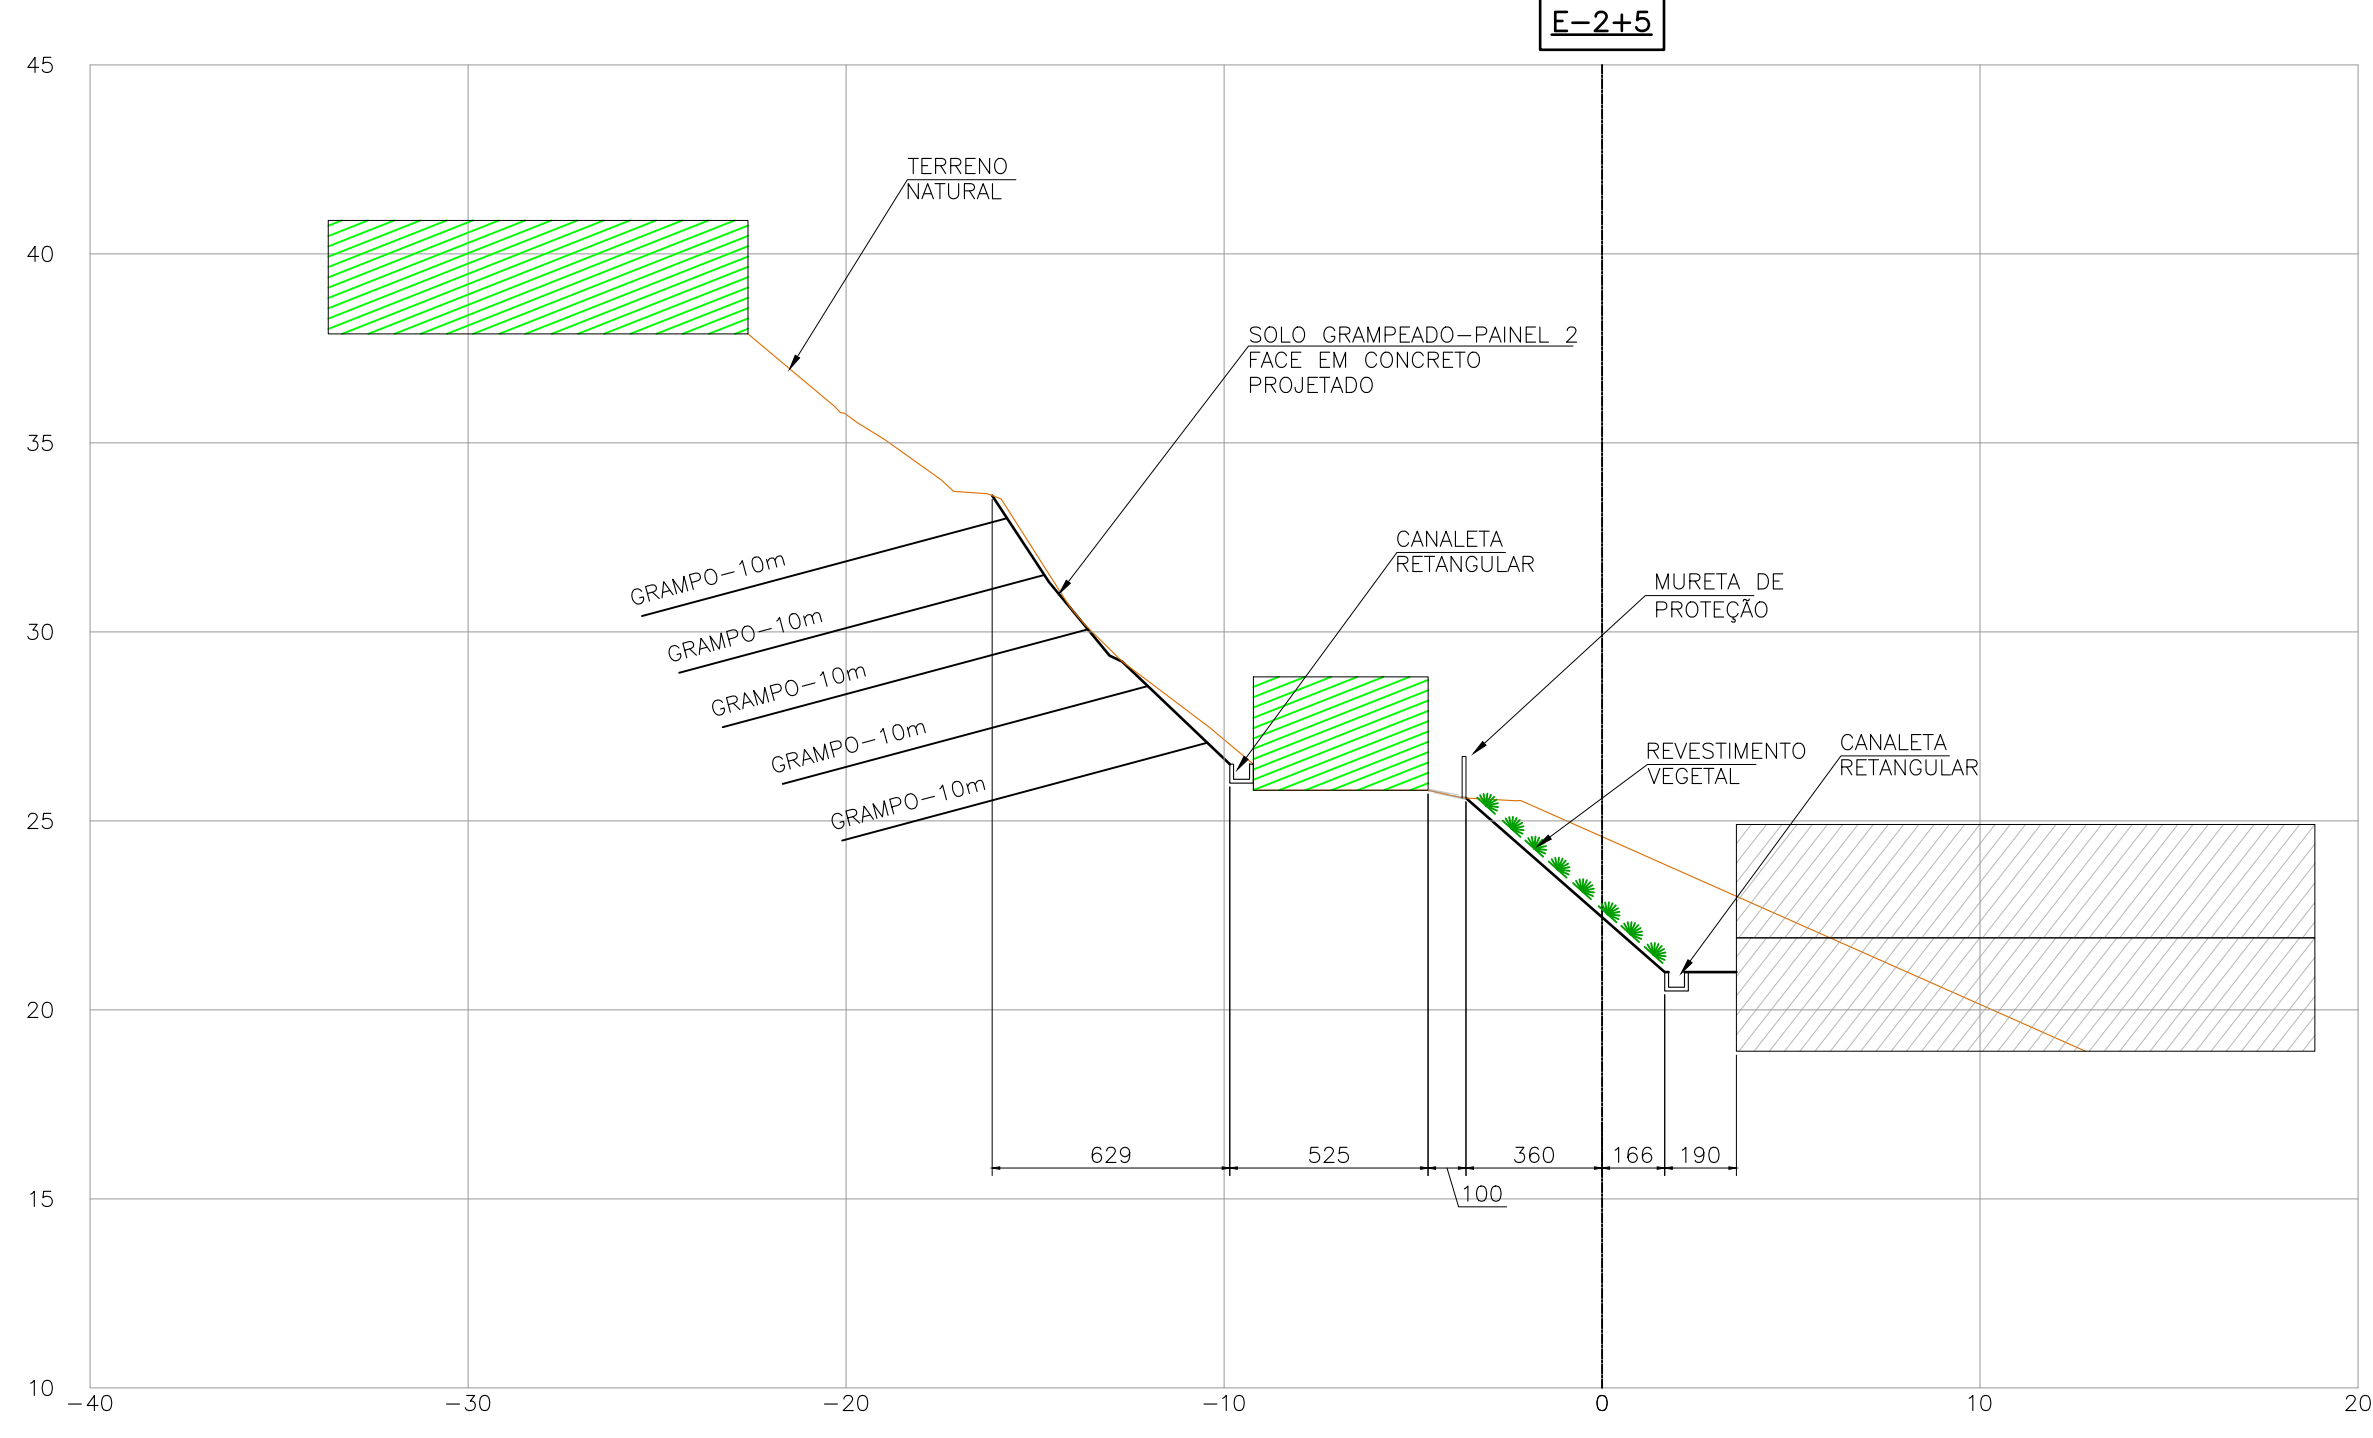 E-2+5
45
TERRENO
NATURAL
40
SOLO GRAMPEADO-PAINEL 2
FACE EM CONCRETO
PROJETADO
35
GRAMPO-10m
CANALETA
RETANGULAR
MURETA DE
PROTEÇÃO
30
GRAMPO-10m
GRAMPO-10m
GRAMPO-10m
GRAMPO-10m
REVESTIMENTO
VEGETAL
CANALETA
RETANGULAR
25
20
629
525
360
166
190
100
15
10
-40
-30
-20
-10
0
10
20